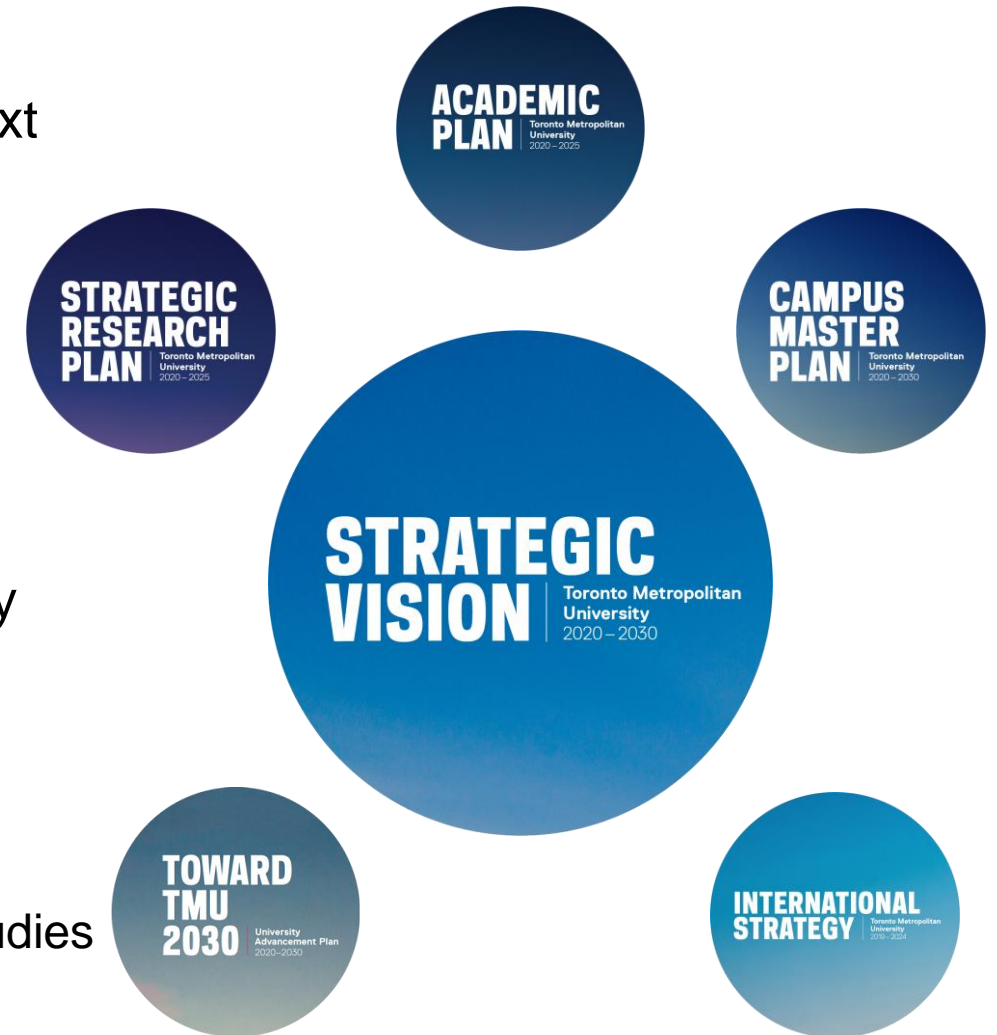 xt
ACADEMIC
PLAN
Toronto Metropolitan
University
2020–2025
STRATEGIC
RESEARCH
PLAN
Toronto Metropolitan
University
2020–2025
CAMPUS
MASTER
PLAN
Toronto Metropolitan
University
2020–2030
STRATEGIC
VISION
Toronto Metropolitan
University
2020–2030
y
TOWARD
TMU
2030
University
Advancement Plan
2020–2030
udies
INTERNATIONAL
STRATEGY
Toronto Metropolitan
University
2019–2024